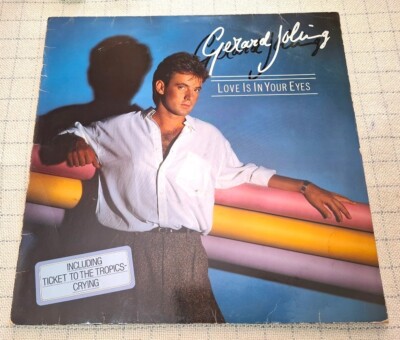 Gerard Joling
LOVE IS IN YOUR EYES
INCLUDING
TICKET TO THE TROPICS-
CRYING